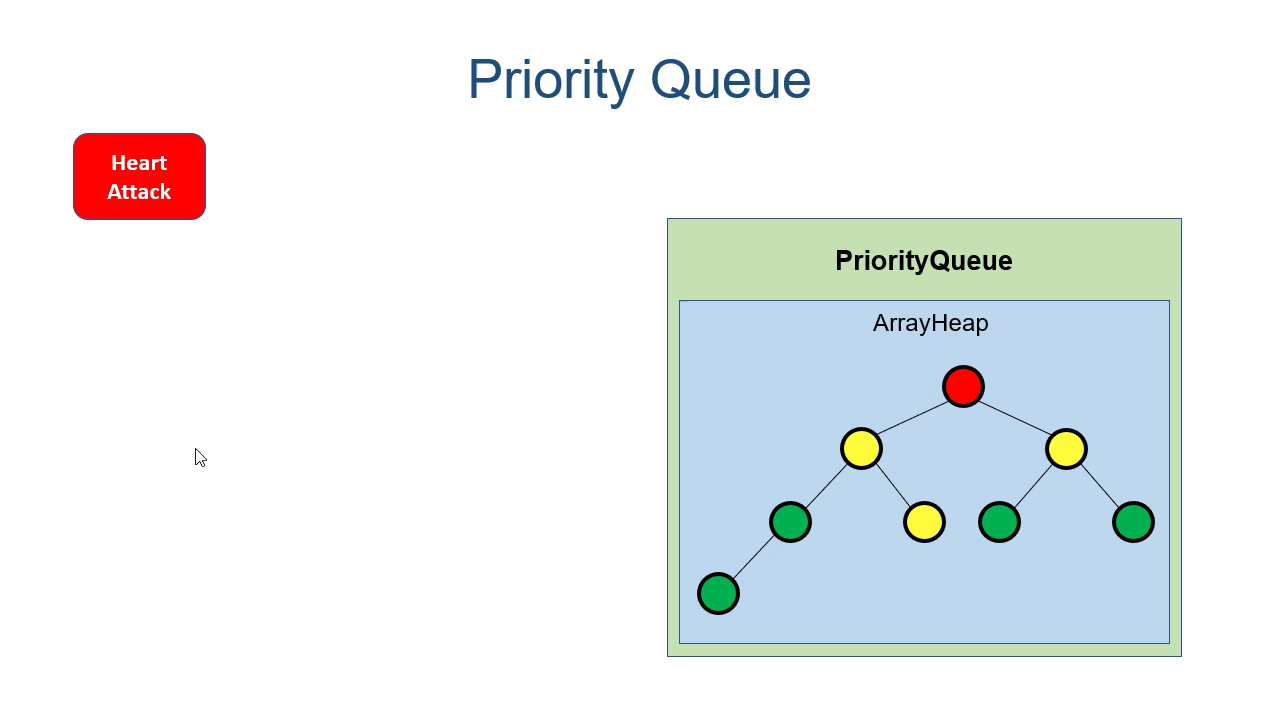 Priority Queue
Heart
Attack
PriorityQueue
ArrayHeap